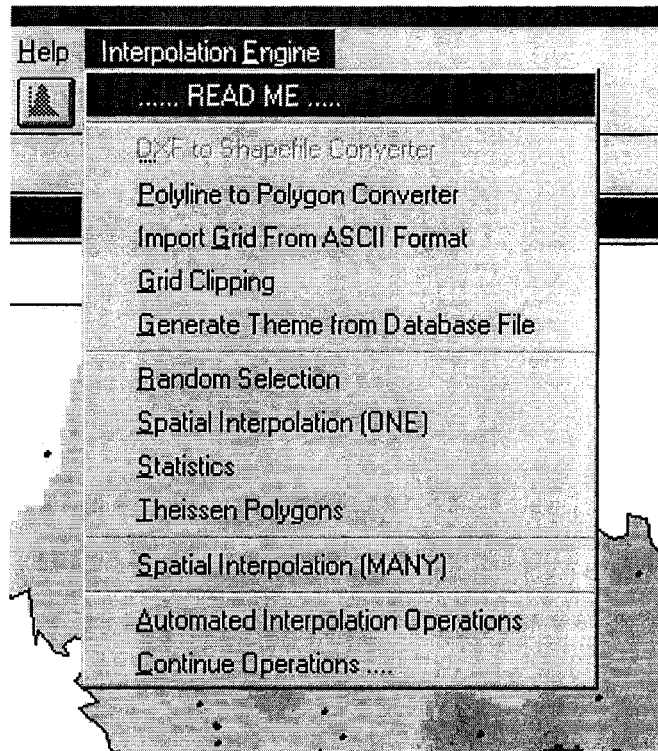 Help Interpolation Engine
...... READ ME .....
DXF to Shapefile Converter
Polyline to Polygon Converter
Import Grid From ASCII Format
Grid Clipping
Generate Theme from Database File
Random Selection
Spatial Interpolation (ONE)
Statistics
Theissen Polygons
Spatial Interpolation (MANY)
Automated Interpolation Operations
Continue Operations ....